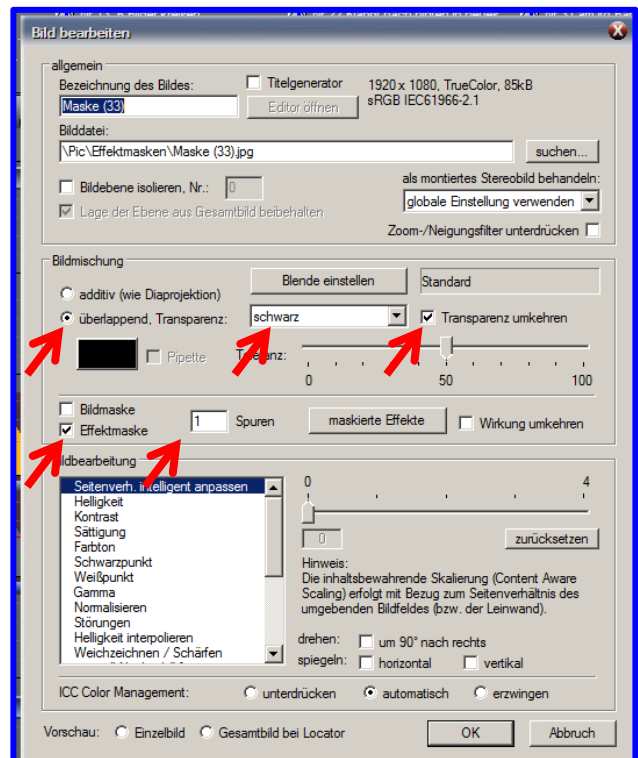 Bild bearbeiten
allgemein
Bezeichnung des Bildes:
Titelgenerator
1920 x 1080, TrueColor, 85kB
Maske (33)
Editor öffnen
sRGB IEC61966-2.1
Bilddatei:
\Pic\Effektmasken\Maske (33).jpg
suchen...
als montiertes Stereobild behandeln:
Bildebene isolieren, Nr.:
0
globale Einstellung verwenden
Lage der Ebene aus Gesamtbild beibehalten
Zoom-/Neigungsfilter unterdrücken
Bildmischung
Blende einstellen
Standard
additiv (wie Diaprojektion)
überlappend, Transparenz:
schwarz
Transparenz umkehren
Pipette
Toleranz:
0 50 100
Bildmaske
Effektmaske
1
Spuren
maskierte Effekte
Wirkung umkehren
Bildbearbeitung
Seitenverh. intelligent anpassen
Helligkeit
Kontrast
Sättigung
Farbton
Schwarzpunkt
Weißpunkt
Gamma
Normalisieren
Störungen
Helligkeit interpolieren
Weichzeichnen / Schärfen
0 4
0
zurücksetzen
Hinweis:
Die inhaltsbewahrende Skalierung (Content Aware
Scaling) erfolgt mit Bezug zum Seitenverhältnis des
umgebenden Bildfeldes (bzw. der Leinwand).
drehen:
um 90° nach rechts
spiegeln:
horizontal
vertikal
ICC Color Management:
unterdrücken
automatisch
erzwingen
Vorschau:
Einzelbild
Gesamtbild bei Locator
OK
Abbruch